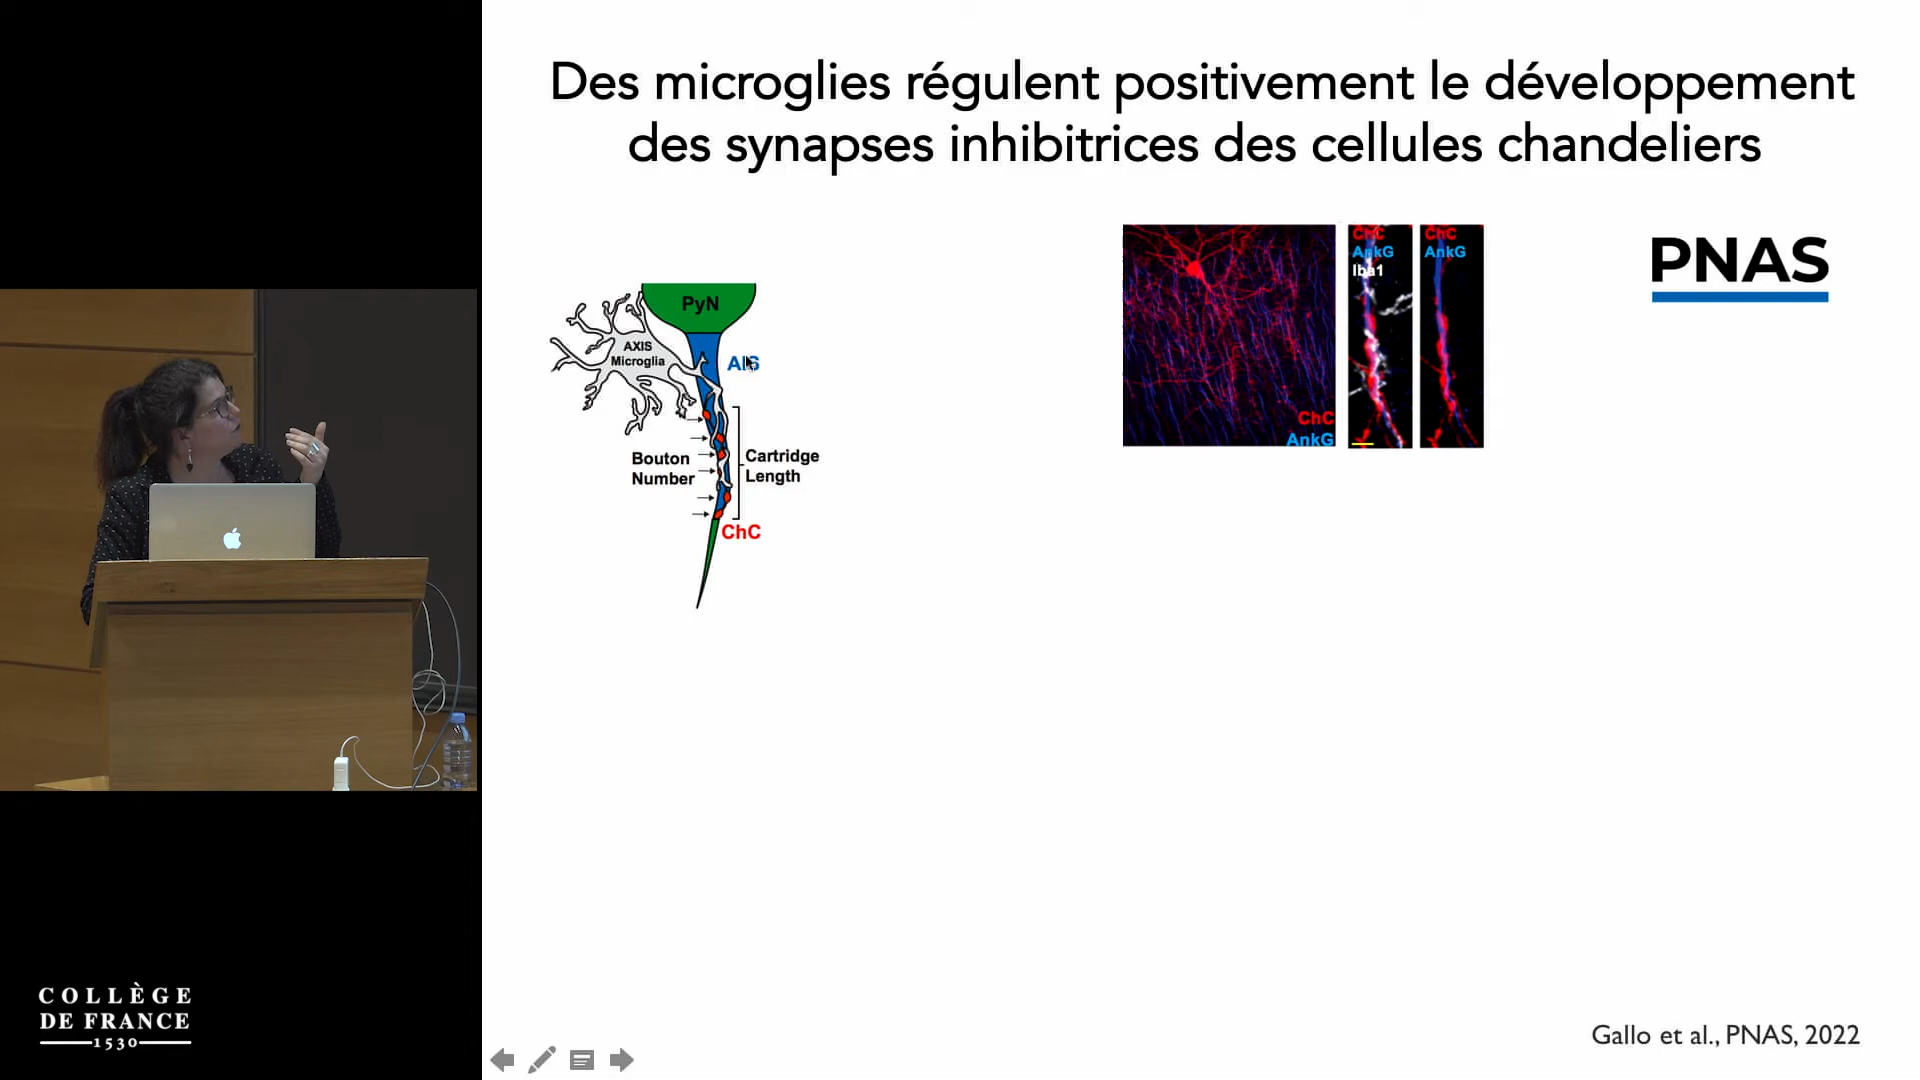 Des microglies régulent positivement le développement
des synapses inhibitrices des cellules chandeliers
PyN
AXIS
Microglia
AIS
Bouton
Number
Cartridge
Length
ChC
ChC
AnkG
ChC
AnkG
Iba1
ChC
AnkG
PNAS
Gallo et al., PNAS, 2022
COLLÈGE
DE FRANCE
1530